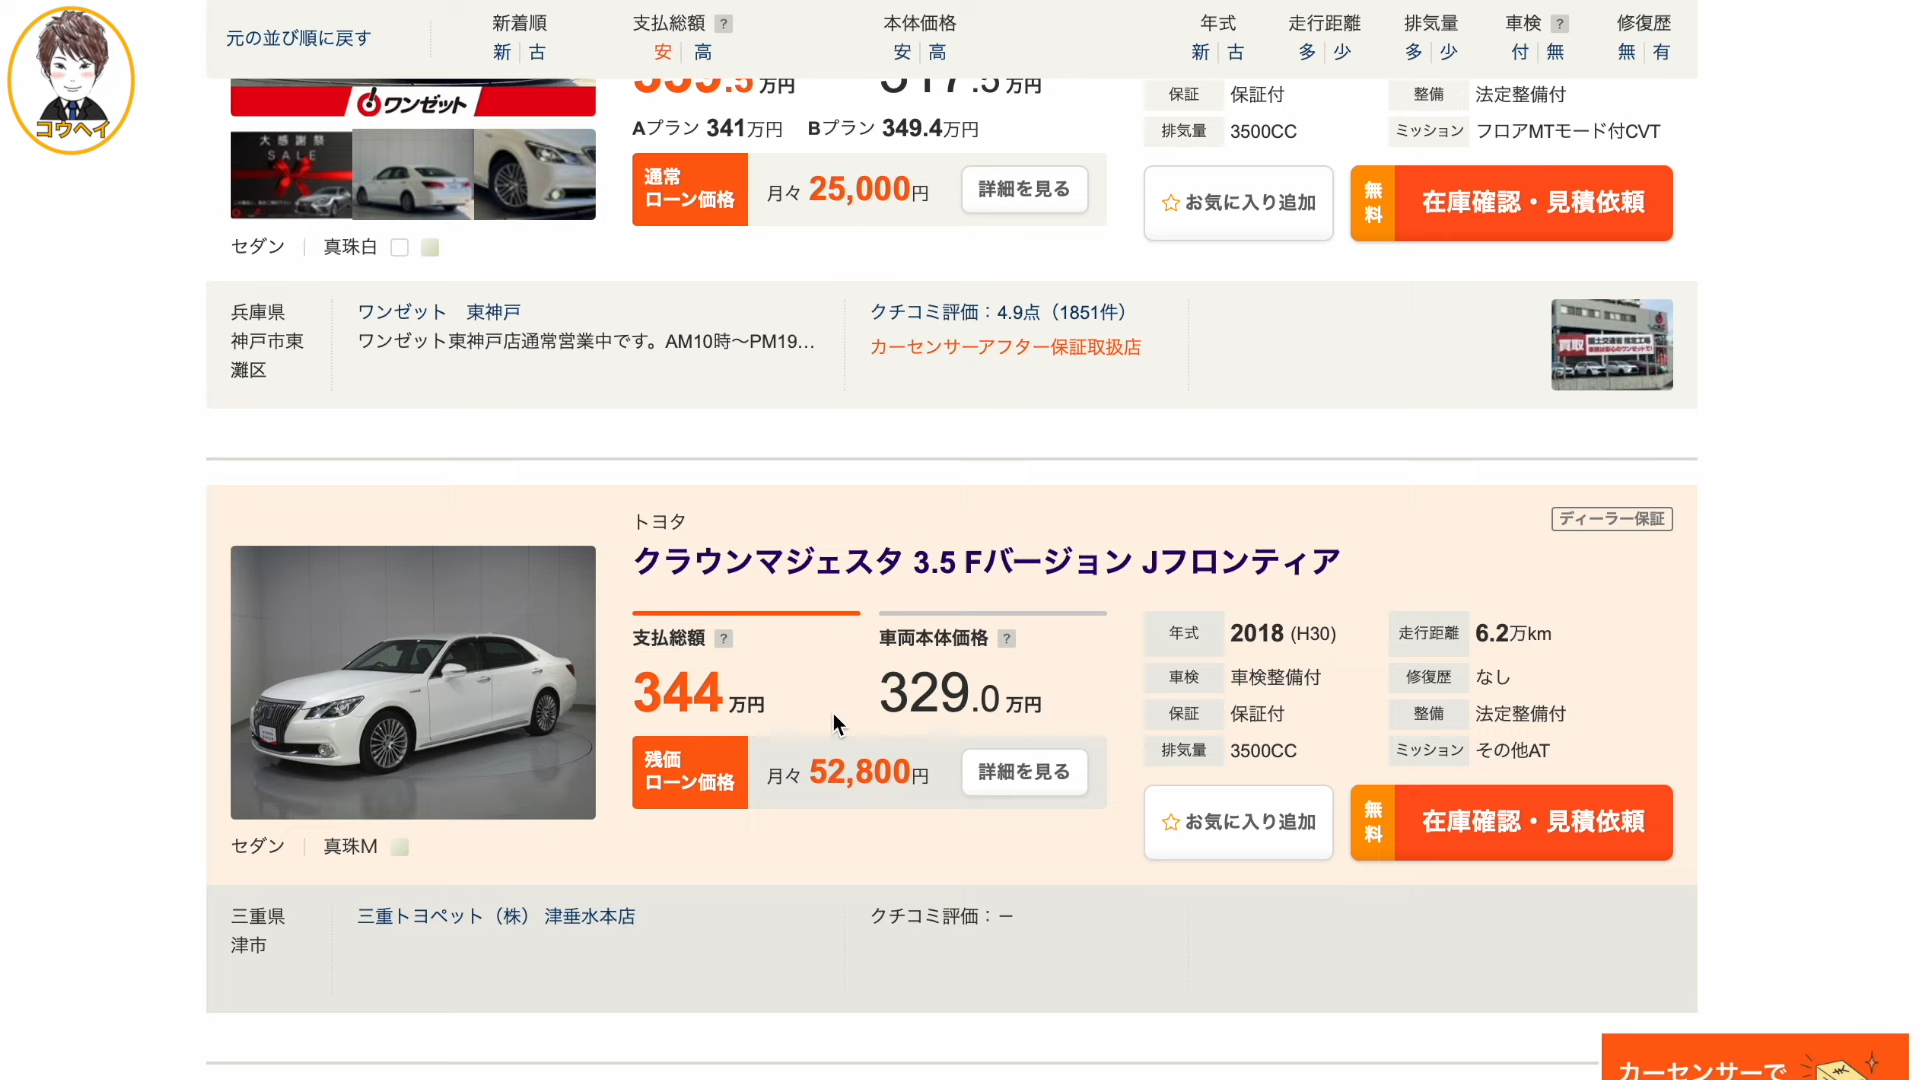 コウヘイ
元の並び順に戻す
新着順
新 古
支払総額 ?
安 高
本体価格
安 高
年式
新 古
走行距離
多 少
排気量
多 少
車検 ?
付 無
修復歴
無 有
ワンゼット
大感謝祭
SALE
万円
.5万円
Aプラン 341万円 Bプラン 349.4万円
通常
ローン価格
月々 25,000円
詳細を見る
保証 保証付
整備 法定整備付
排気量 3500CC
ミッション フロアMTモード付CVT
お気に入り追加
無料
在庫確認・見積依頼
セダン 真珠白
兵庫県
神戸市東
灘区
ワンゼット 東神戸
ワンゼット東神戸店通常営業中です。AM10時〜PM19...
クチコミ評価：4.9点（1851件）
カーセンサーアフター保証取扱店
買取
トヨタ
ディーラー保証
クラウンマジェスタ 3.5 Fバージョン Jフロンティア
支払総額 ?
344万円
車両本体価格 ?
329.0万円
残価
ローン価格
月々 52,800円
詳細を見る
年式 2018 (H30)
走行距離 6.2万km
車検 車検整備付
修復歴 なし
保証 保証付
整備 法定整備付
排気量 3500CC
ミッション その他AT
お気に入り追加
無料
在庫確認・見積依頼
セダン 真珠M
三重県
津市
三重トヨペット（株） 津垂水本店
クチコミ評価：－
カーセンサーで